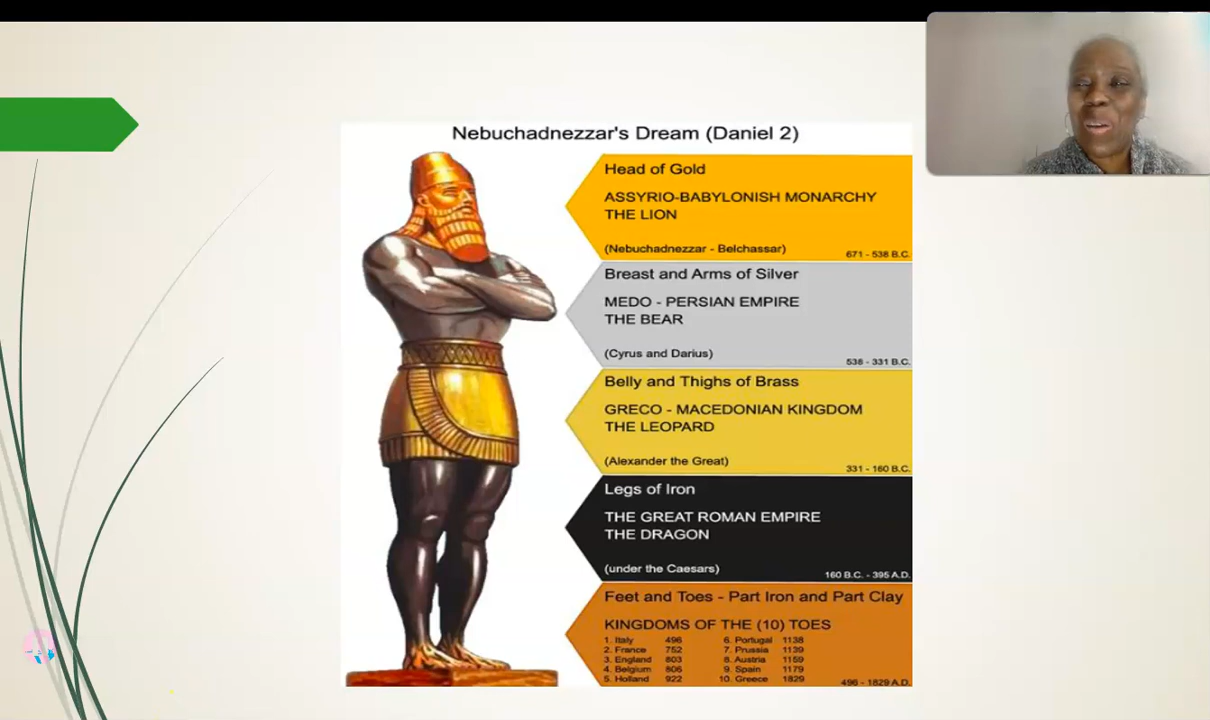 Nebuchadnezzar's Dream (Daniel 2)
Head of Gold
ASSYRIO-BABYLONISH MONARCHY
THE LION
(Nebuchadnezzar - Belchassar)
671 - 538 B.C.
Breast and Arms of Silver
MEDO - PERSIAN EMPIRE
THE BEAR
(Cyrus and Darius)
538 - 331 B.C.
Belly and Thighs of Brass
GRECO - MACEDONIAN KINGDOM
THE LEOPARD
(Alexander the Great)
331 - 160 B.C.
Legs of Iron
THE GREAT ROMAN EMPIRE
THE DRAGON
(under the Caesars)
160 B.C. - 395 A.D.
Feet and Toes - Part Iron and Part Clay
KINGDOMS OF THE (10) TOES
1. Italy 496
2. France 752
3. England 803
4. Belgium 806
5. Holland 922
6. Portugal 1138
7. Prussia 1139
8. Austria 1159
9. Spain 1179
10. Greece 1829
496 - 1829 A.D.